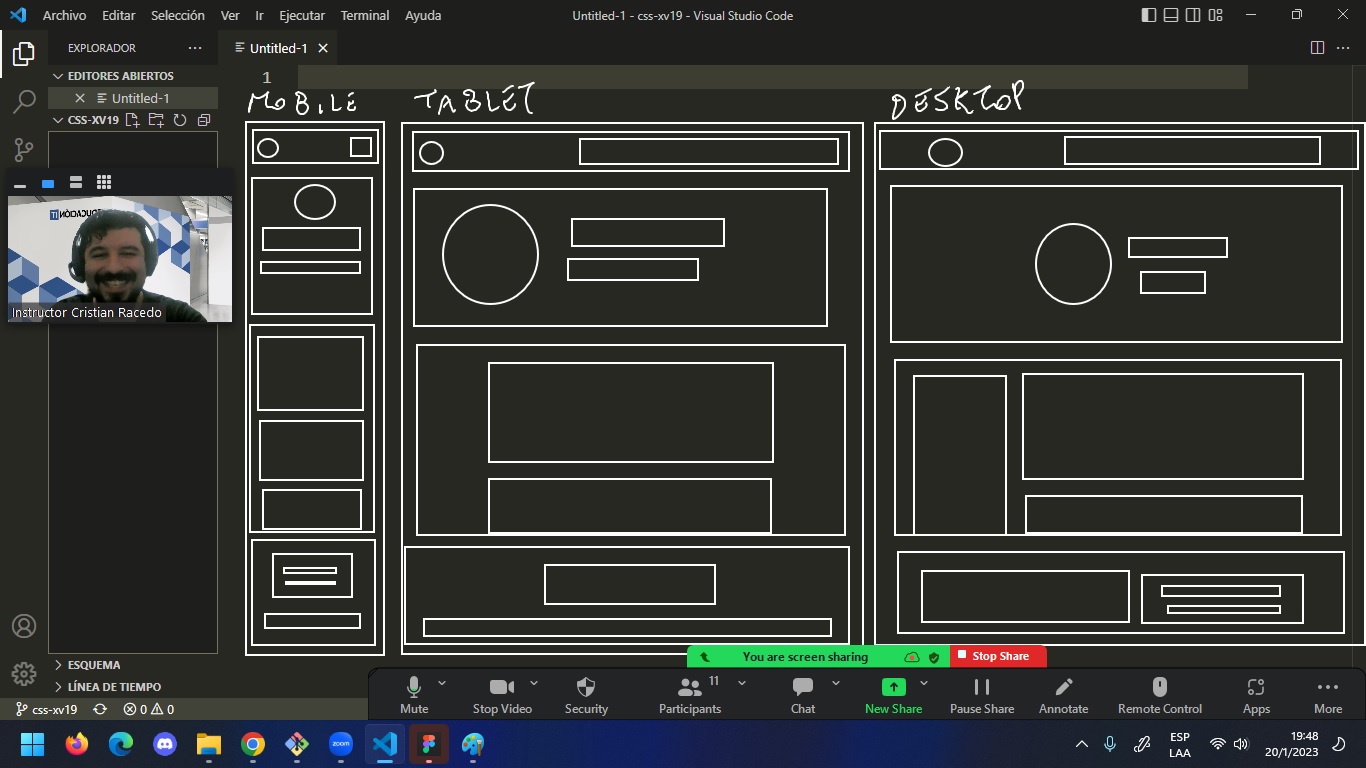 Archivo Editar Selección Ver Ir Ejecutar Terminal Ayuda
Untitled-1 - css-xv19 - Visual Studio Code
EXPLORADOR
Untitled-1
EDITORES ABIERTOS
Untitled-1
CSS-XV19
1
MOBILE TABLET DESKTOP
EDUCACIÓN IT
Instructor Cristian Racedo
ESQUEMA
LÍNEA DE TIEMPO
You are screen sharing
Stop Share
css-xv19 0 0
Mute Stop Video Security Participants 11 Chat New Share Pause Share Annotate Remote Control Apps More
zoom
ESP
LAA
19:48
20/1/2023